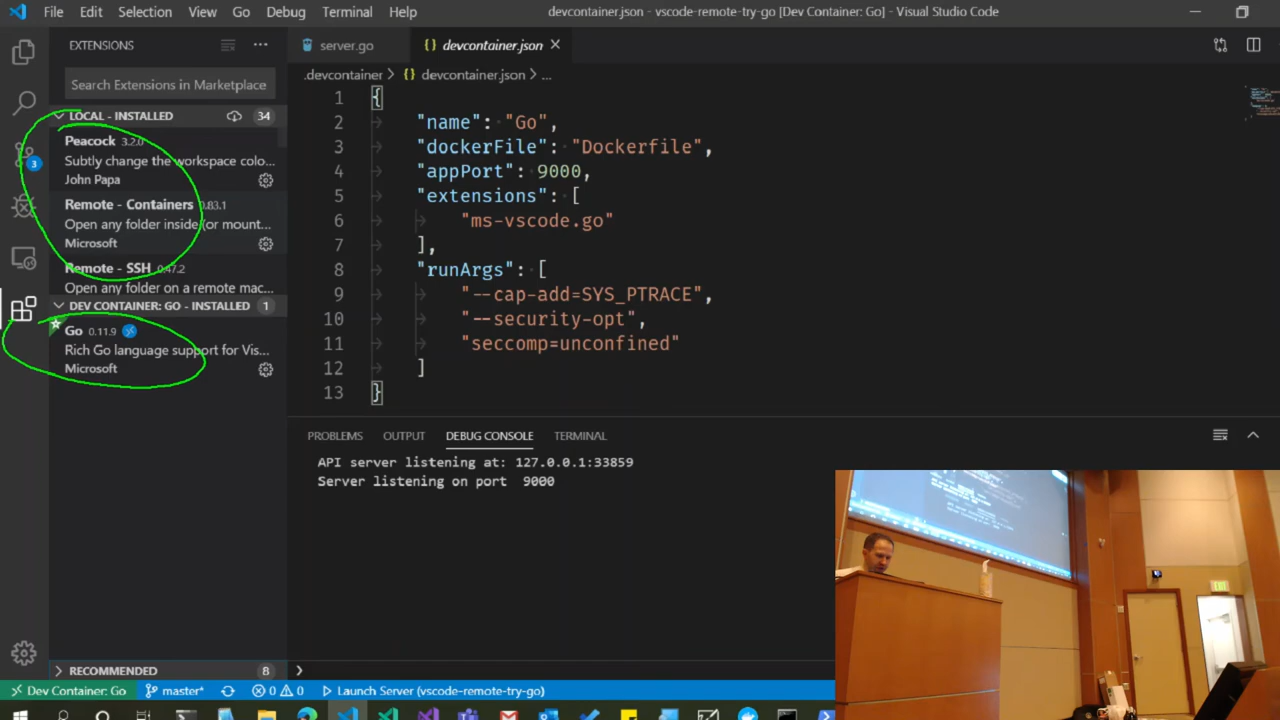 File Edit Selection View Go Debug Terminal Help devcontainer.json - vscode-remote-try-go [Dev Container: Go] - Visual Studio Code
EXTENSIONS
server.go
{} devcontainer.json
Search Extensions in Marketplace
.devcontainer > {} devcontainer.json > ...
LOCAL - INSTALLED 34
Peacock 3.2.0
Subtly change the workspace colo...
John Papa
3
Remote - Containers 0.83.1
Open any folder inside (or mount...
Microsoft
Remote - SSH 0.47.2
Open any folder on a remote mac...
DEV CONTAINER: GO - INSTALLED 1
Go 0.11.9
Rich Go language support for Vis...
Microsoft
RECOMMENDED 8
1 {
2 "name": "Go",
3 "dockerFile": "Dockerfile",
4 "appPort": 9000,
5 "extensions": [
6 "ms-vscode.go"
7 ],
8 "runArgs": [
9 "--cap-add=SYS_PTRACE",
10 "--security-opt",
11 "seccomp=unconfined"
12 ]
13 }
PROBLEMS OUTPUT DEBUG CONSOLE TERMINAL
API server listening at: 127.0.0.1:33859
Server listening on port 9000
>
Dev Container: Go master* 0 0 Launch Server (vscode-remote-try-go)